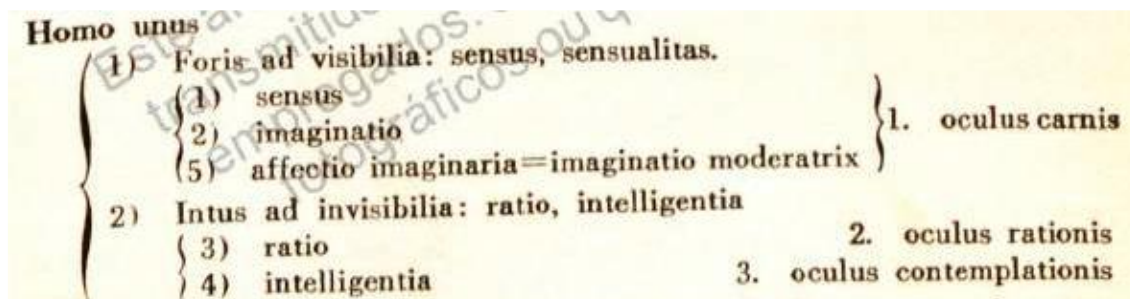 Homo unus
1) Foris ad visibilia: sensus, sensualitas.
1) sensus
2) imaginatio
1. oculus carnis
5) affectio imaginaria=imaginatio moderatrix
2) Intus ad invisibilia: ratio, intelligentia
3) ratio
2. oculus rationis
4) intelligentia
3. oculus contemplationis